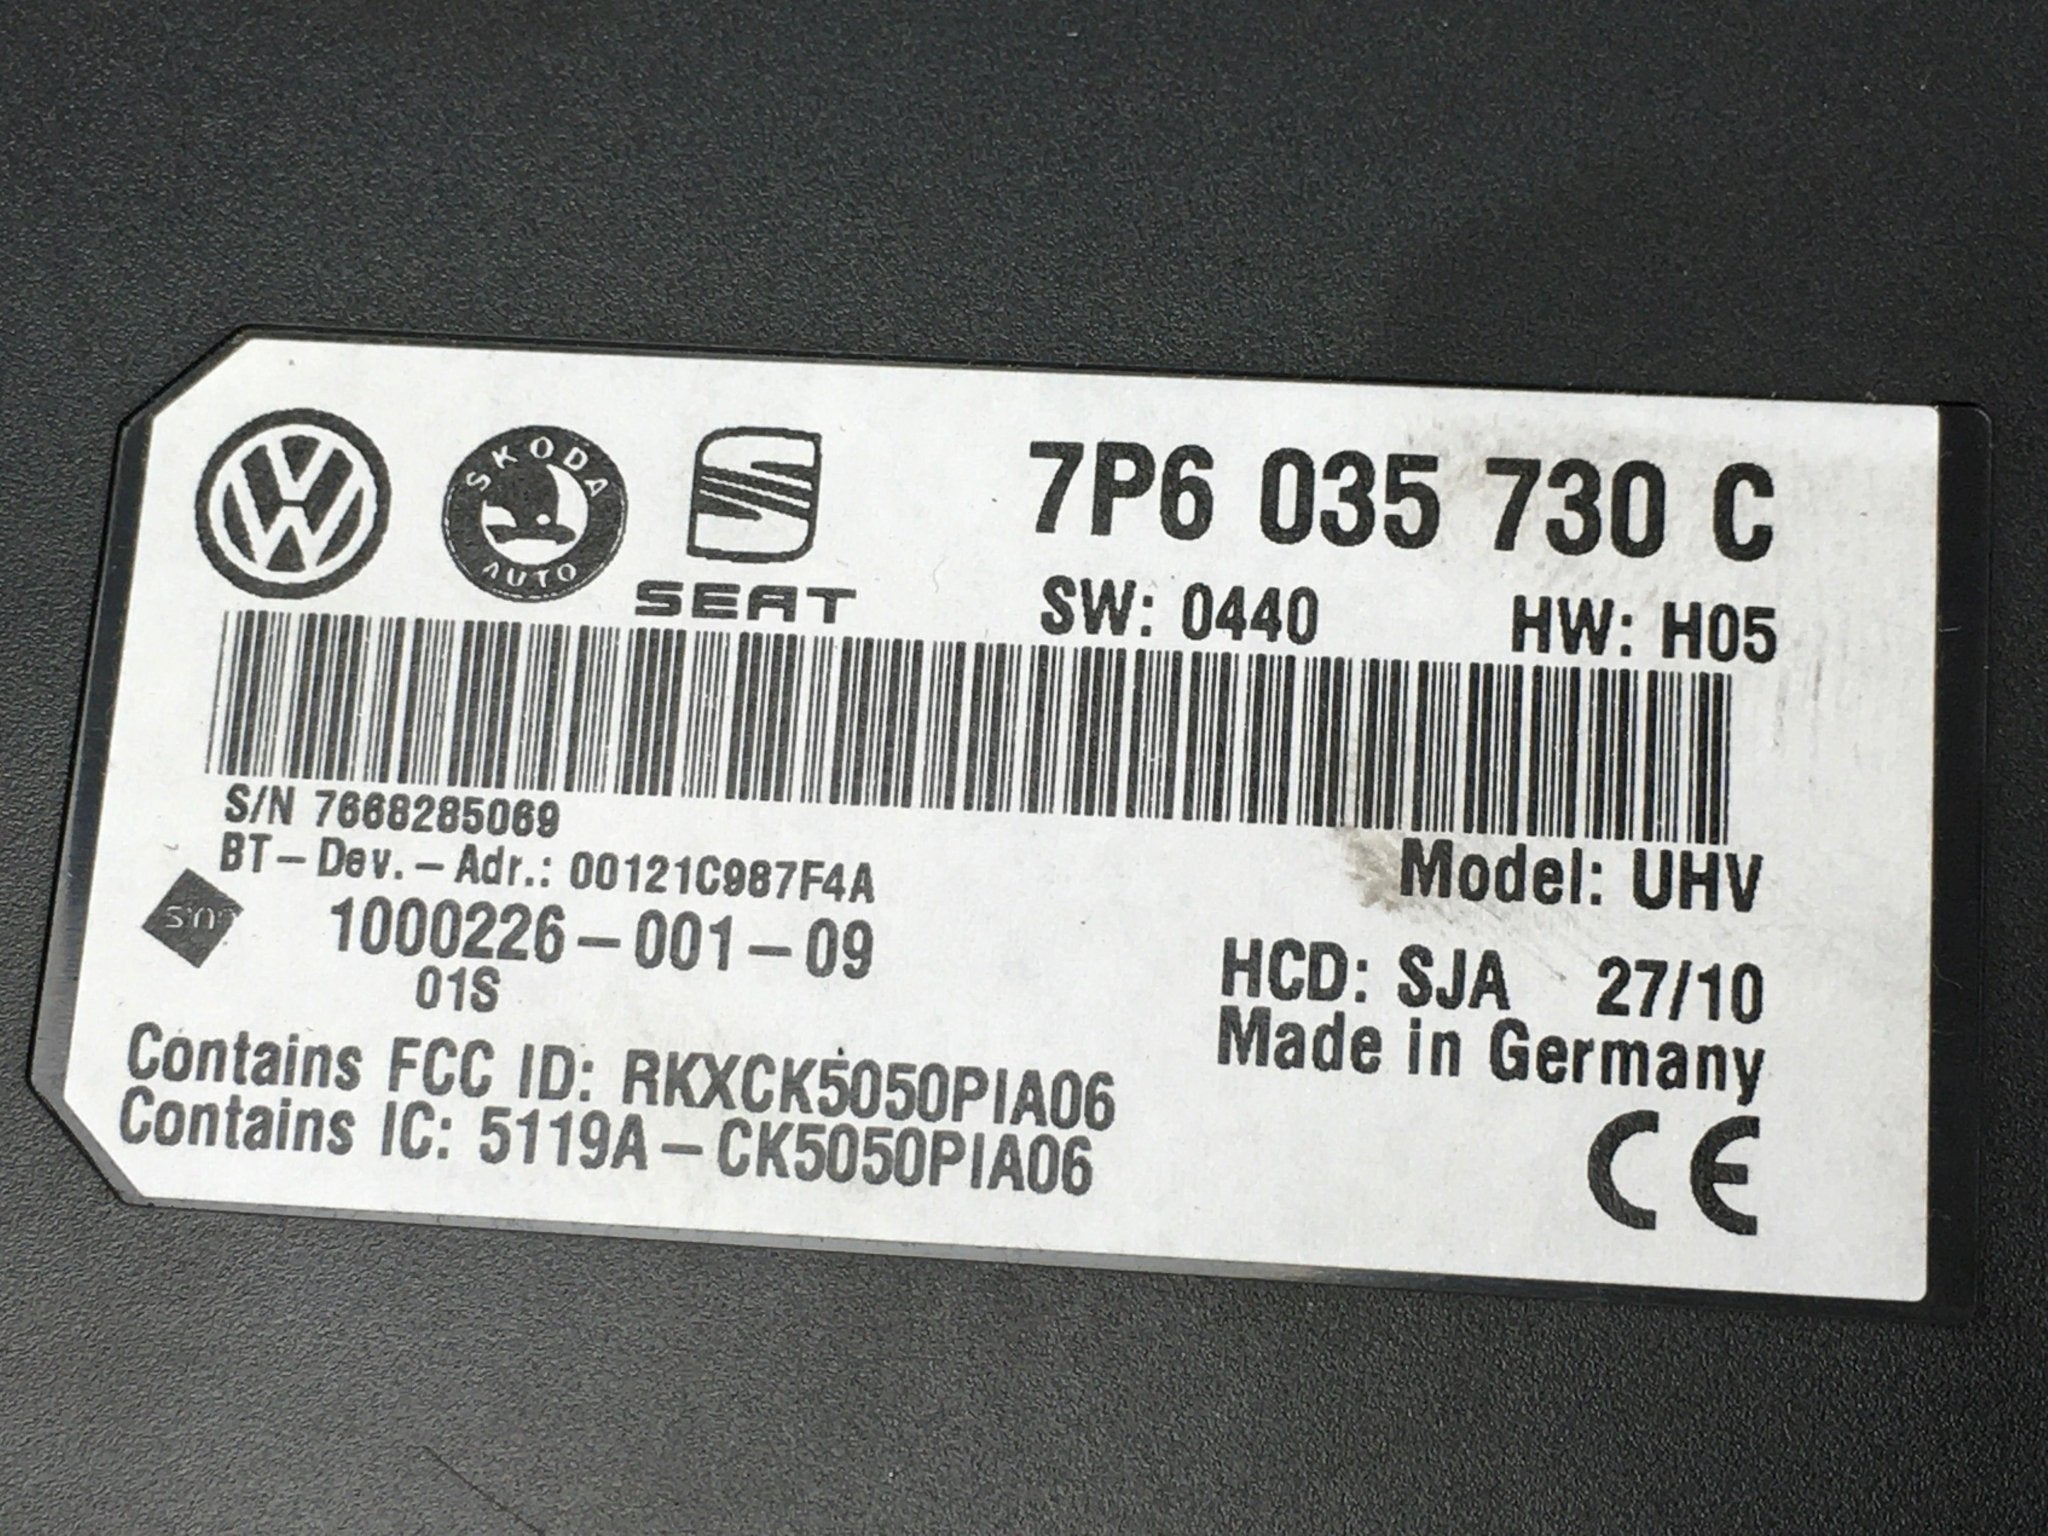 SKODA
AUTO
SEAT
7P6 035 730 C
SW: 0440 HW: H05
S/N 7668285069
BT-Dev.-Adr.: 00121C987F4A
Model: UHV
1000226-001-09
01S
HCD: SJA 27/10
Made in Germany
Contains FCC ID: RKXCK5050PIA06
Contains IC: 5119A-CK5050PIA06
CE